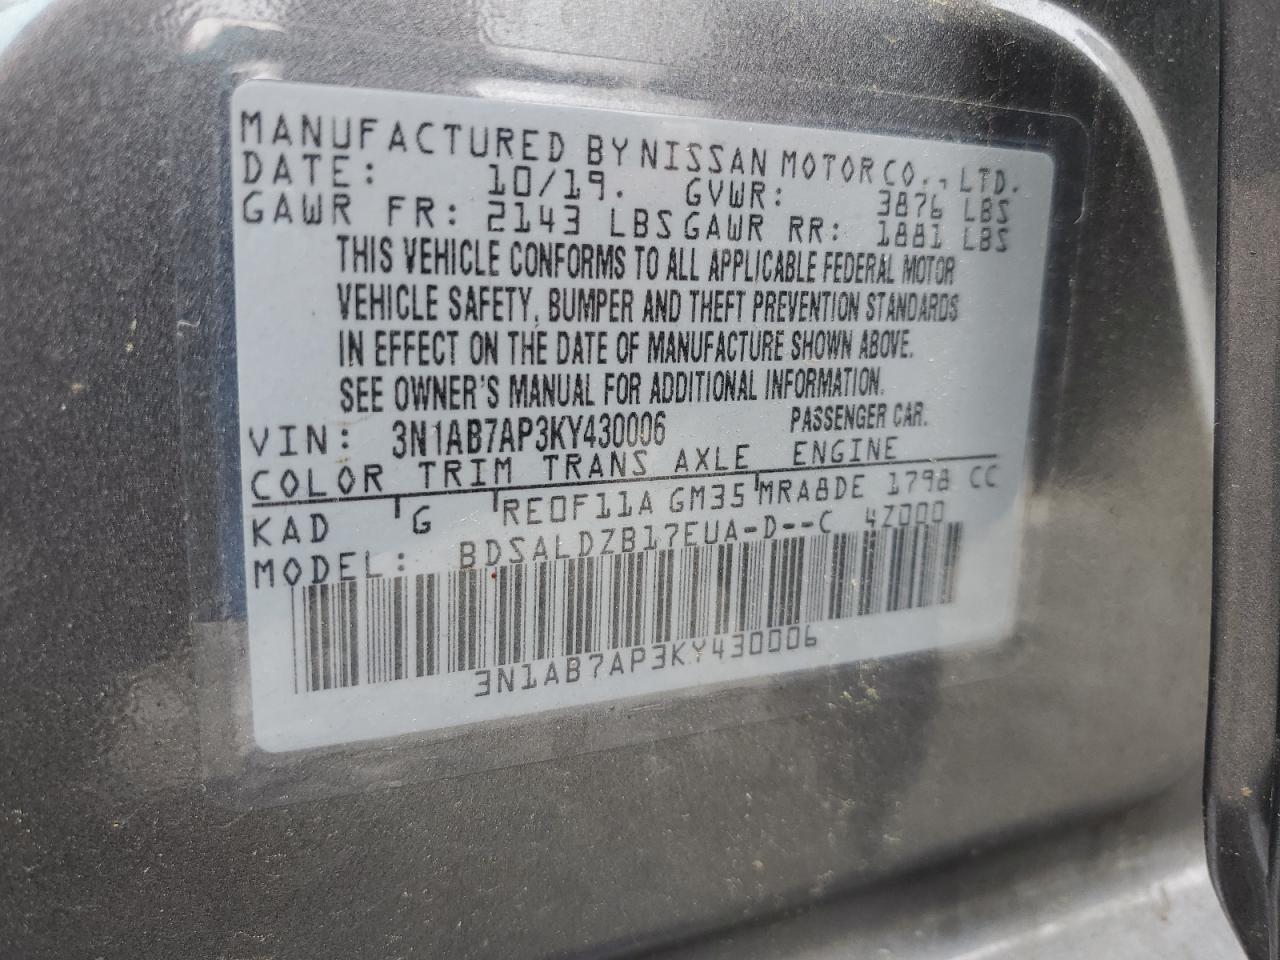 MANUFACTURED BY NISSAN MOTOR CO., LTD.
DATE: 10/19. GVWR: 3876 LBS
GAWR FR: 2143 LBS GAWR RR: 1881 LBS
THIS VEHICLE CONFORMS TO ALL APPLICABLE FEDERAL MOTOR
VEHICLE SAFETY, BUMPER AND THEFT PREVENTION STANDARDS
IN EFFECT ON THE DATE OF MANUFACTURE SHOWN ABOVE.
SEE OWNER'S MANUAL FOR ADDITIONAL INFORMATION.
VIN: 3N1AB7AP3KY430006 PASSENGER CAR.
COLOR TRIM TRANS AXLE ENGINE
KAD G RE0F11A GM35 MRA8DE 1798 CC
MODEL: BDSALDZB17EUA-D--C 4Z000
3N1AB7AP3KY430006